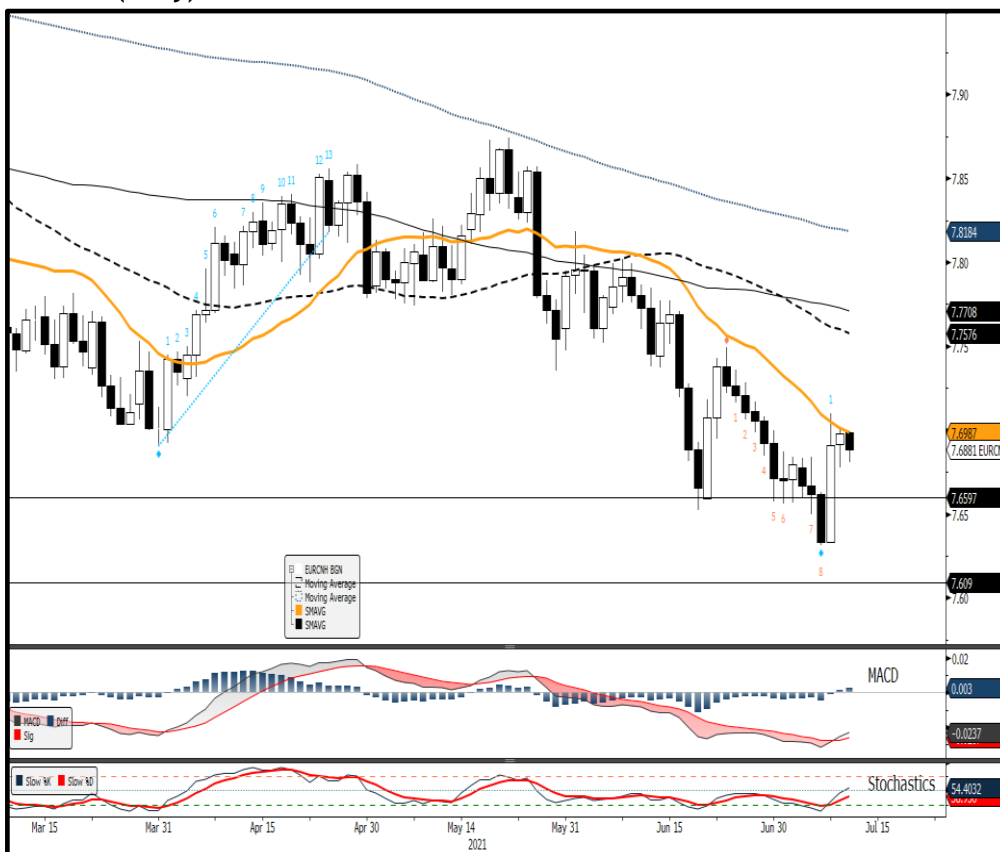 7.90
7.85
7.8184
7.80
7.7708
7.7576
7.75
7.6987
7.6881 EURCN
7.6597
7.65
7.609
7.60
1 2 3 4 5 6 7 8 9 10 11 12 13
1 2 3 4 5 6 7 8
1
EURCNH BGN
Moving Average
Moving Average
SMAVG
SMAVG
MACD
0.02
0.003
-0.0237
MACD Diff
Sig
Slow %K Slow %D
Stochastics
54.4032
Mar 15 Mar 31 Apr 15 Apr 30 May 14 May 31 Jun 15 Jun 30 Jul 15
2021